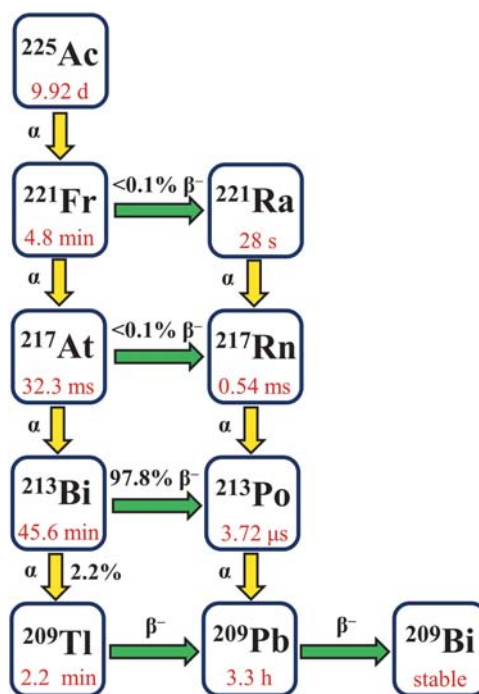 ²²⁵Ac
9.92 d
α
²²¹Fr
4.8 min
<0.1% β⁻
²²¹Ra
28 s
α
α
²¹⁷At
32.3 ms
<0.1% β⁻
²¹⁷Rn
0.54 ms
α
α
²¹³Bi
45.6 min
97.8% β⁻
²¹³Po
3.72 μs
α 2.2%
α
²⁰⁹Tl
2.2 min
β⁻
²⁰⁹Pb
3.3 h
β⁻
²⁰⁹Bi
stable